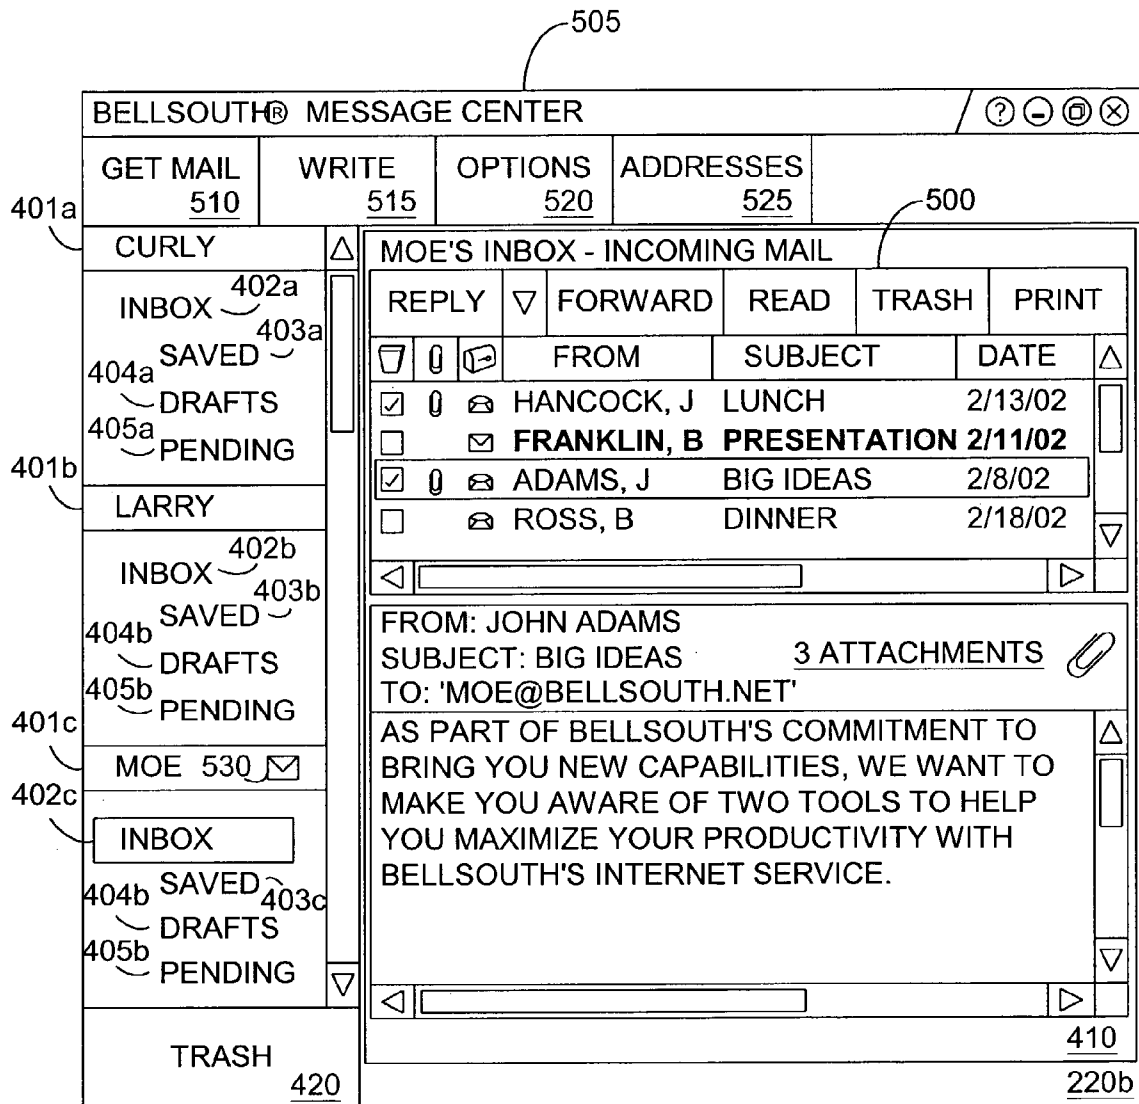 505
BELLSOUTH® MESSAGE CENTER ?
GET MAIL WRITE OPTIONS ADDRESSES
510 515 520 525
401a
500
CURLY
402a
INBOX
403a
SAVED
404a
DRAFTS
405a
PENDING
401b
LARRY
402b
INBOX
403b
SAVED
404b
DRAFTS
405b
PENDING
401c
MOE 530
402c
INBOX
SAVED
403c
404b
DRAFTS
405b
PENDING
TRASH
420
MOE'S INBOX - INCOMING MAIL
REPLY FORWARD READ TRASH PRINT
FROM SUBJECT DATE
HANCOCK, J LUNCH 2/13/02
FRANKLIN, B PRESENTATION 2/11/02
ADAMS, J BIG IDEAS 2/8/02
ROSS, B DINNER 2/18/02
FROM: JOHN ADAMS
SUBJECT: BIG IDEAS 3 ATTACHMENTS
TO: 'MOE@BELLSOUTH.NET'
AS PART OF BELLSOUTH'S COMMITMENT TO
BRING YOU NEW CAPABILITIES, WE WANT TO
MAKE YOU AWARE OF TWO TOOLS TO HELP
YOU MAXIMIZE YOUR PRODUCTIVITY WITH
BELLSOUTH'S INTERNET SERVICE.
410
220b